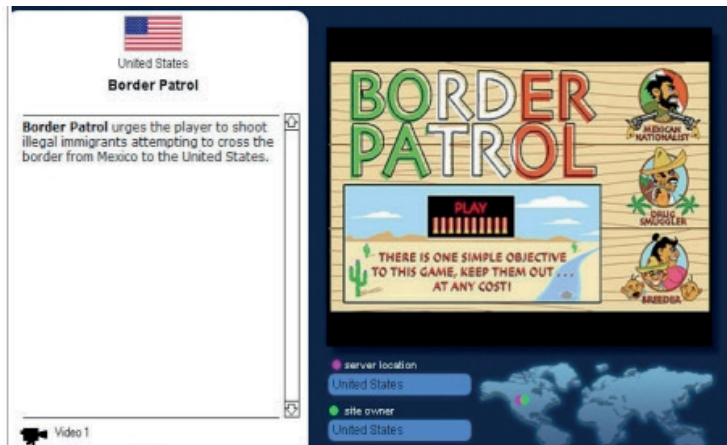 United States
Border Patrol
Border Patrol urges the player to shoot
illegal immigrants attempting to cross the
border from Mexico to the United States.
Video 1
BORDER
PATROL
MEXICAN
NATIONALIST
DRUG
SMUGGLER
BREEDER
PLAY
THERE IS ONE SIMPLE OBJECTIVE
TO THIS GAME, KEEP THEM OUT . . .
AT ANY COST!
server location
United States
site owner
United States